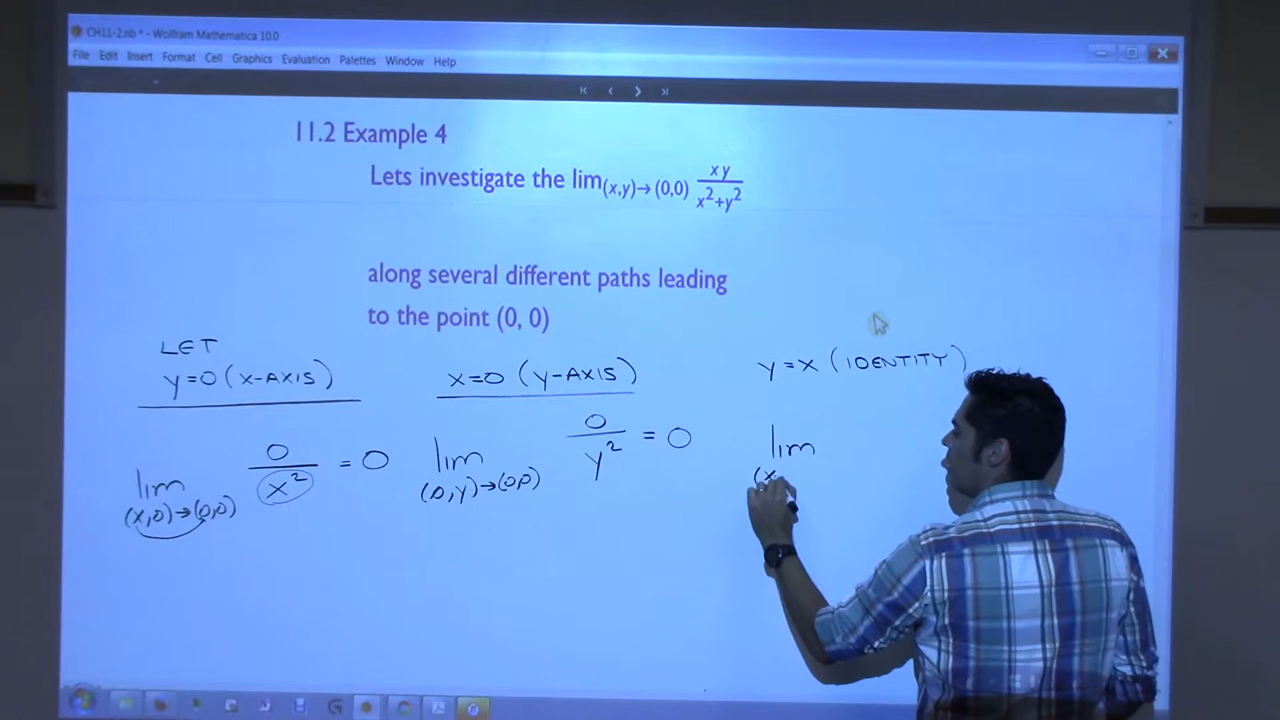 CH11-2.nb * - Wolfram Mathematica 10.0
File Edit Insert Format Cell Graphics Evaluation Palettes Window Help
11.2 Example 4
Lets investigate the lim(x,y)→(0,0) xy/x²+y²
along several different paths leading
to the point (0, 0)
LET
y=0 (X-AXIS)
lim (x,0)→(0,0) 0/x² = 0
x=0 (Y-AXIS)
lim (0,y)→(0,0) 0/y² = 0
y=x (IDENTITY)
lim
(x